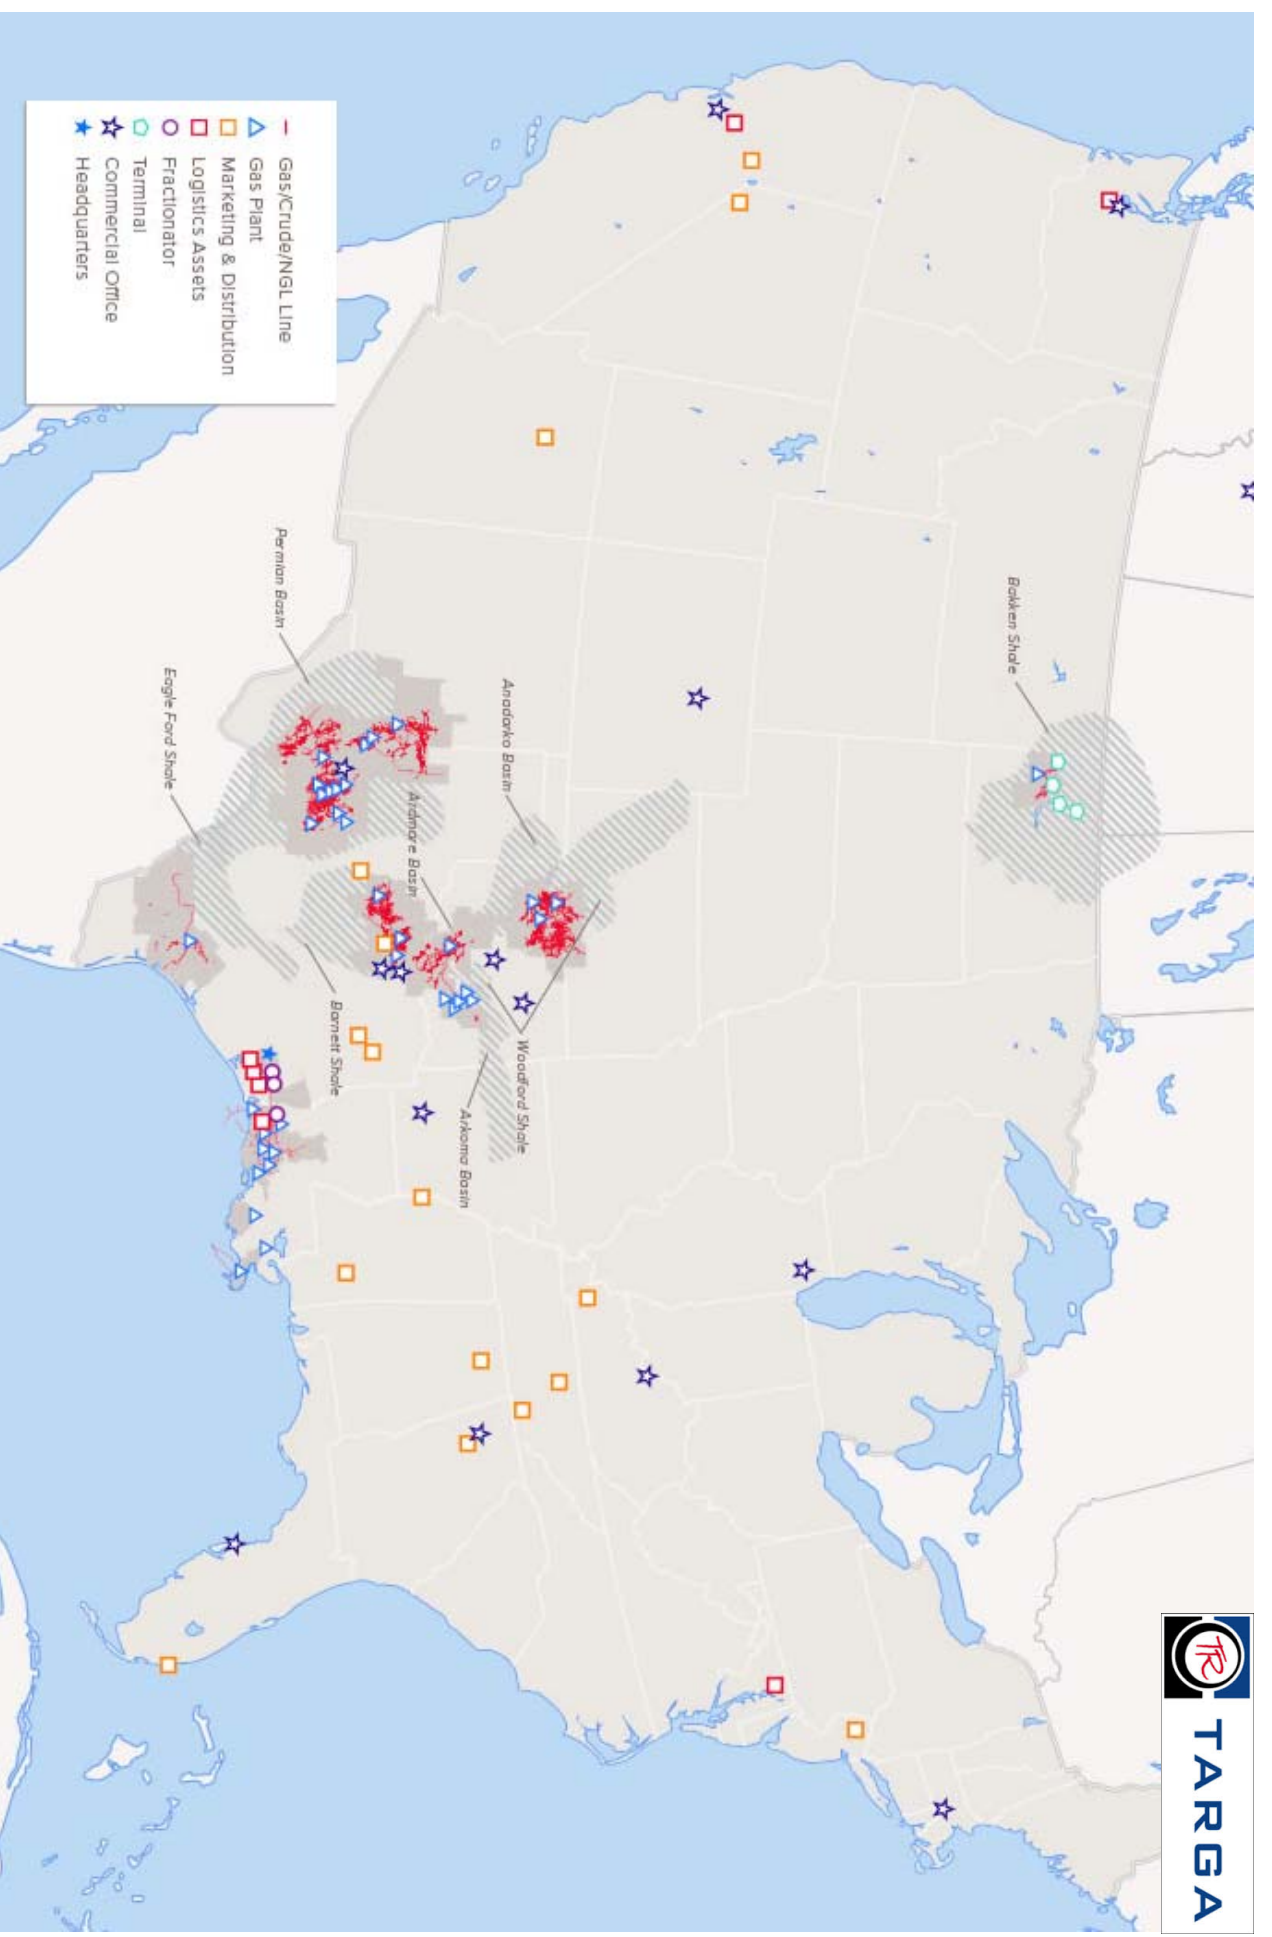 TARGA
TR
Bakken Shale
Anadarko Basin
Woodford Shale
Arkoma Basin
Ardmore Basin
Permian Basin
Barnett Shale
Eagle Ford Shale
Gas/Crude/NGL Line
Gas Plant
Marketing & Distribution
Logistics Assets
Fractionator
Terminal
Commercial Office
Headquarters